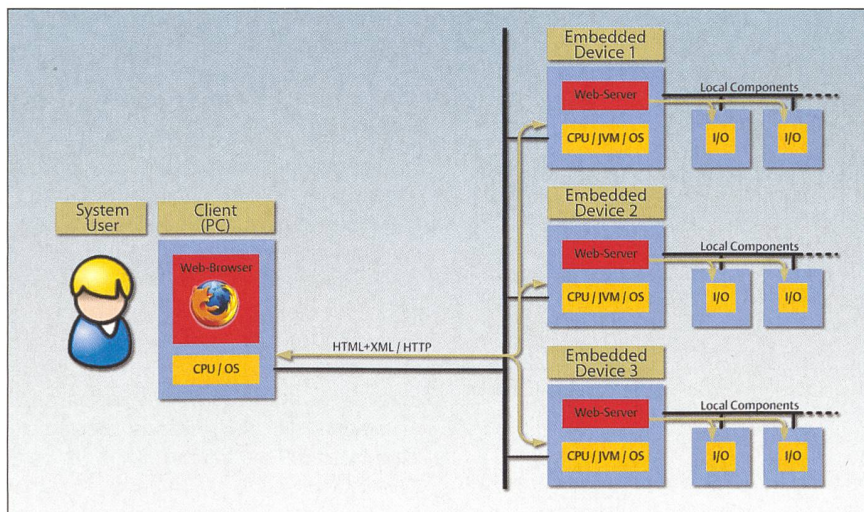 System
User
Client
(PC)
Web-Browser
CPU / OS
HTML+XML / HTTP
Embedded
Device 1
Web-Server
CPU / JVM / OS
Local Components
I/O
I/O
Embedded
Device 2
Web-Server
CPU / JVM / OS
Local Components
I/O
I/O
Embedded
Device 3
Web-Server
CPU / JVM / OS
Local Components
I/O
I/O